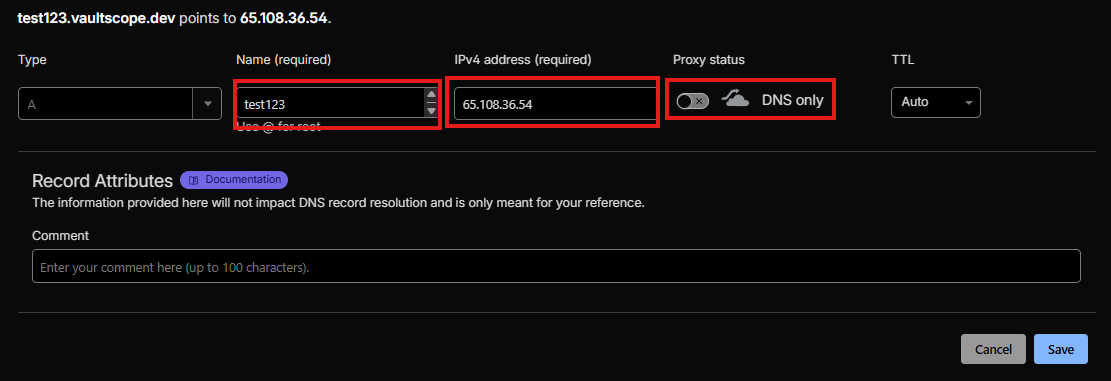 test123.vaultscope.dev points to 65.108.36.54.
Type
Name (required)
IPv4 address (required)
Proxy status
TTL
A
test123
65.108.36.54
DNS only
Auto
Use @ for root
Record Attributes
Documentation
The information provided here will not impact DNS record resolution and is only meant for your reference.
Comment
Enter your comment here (up to 100 characters).
Cancel
Save